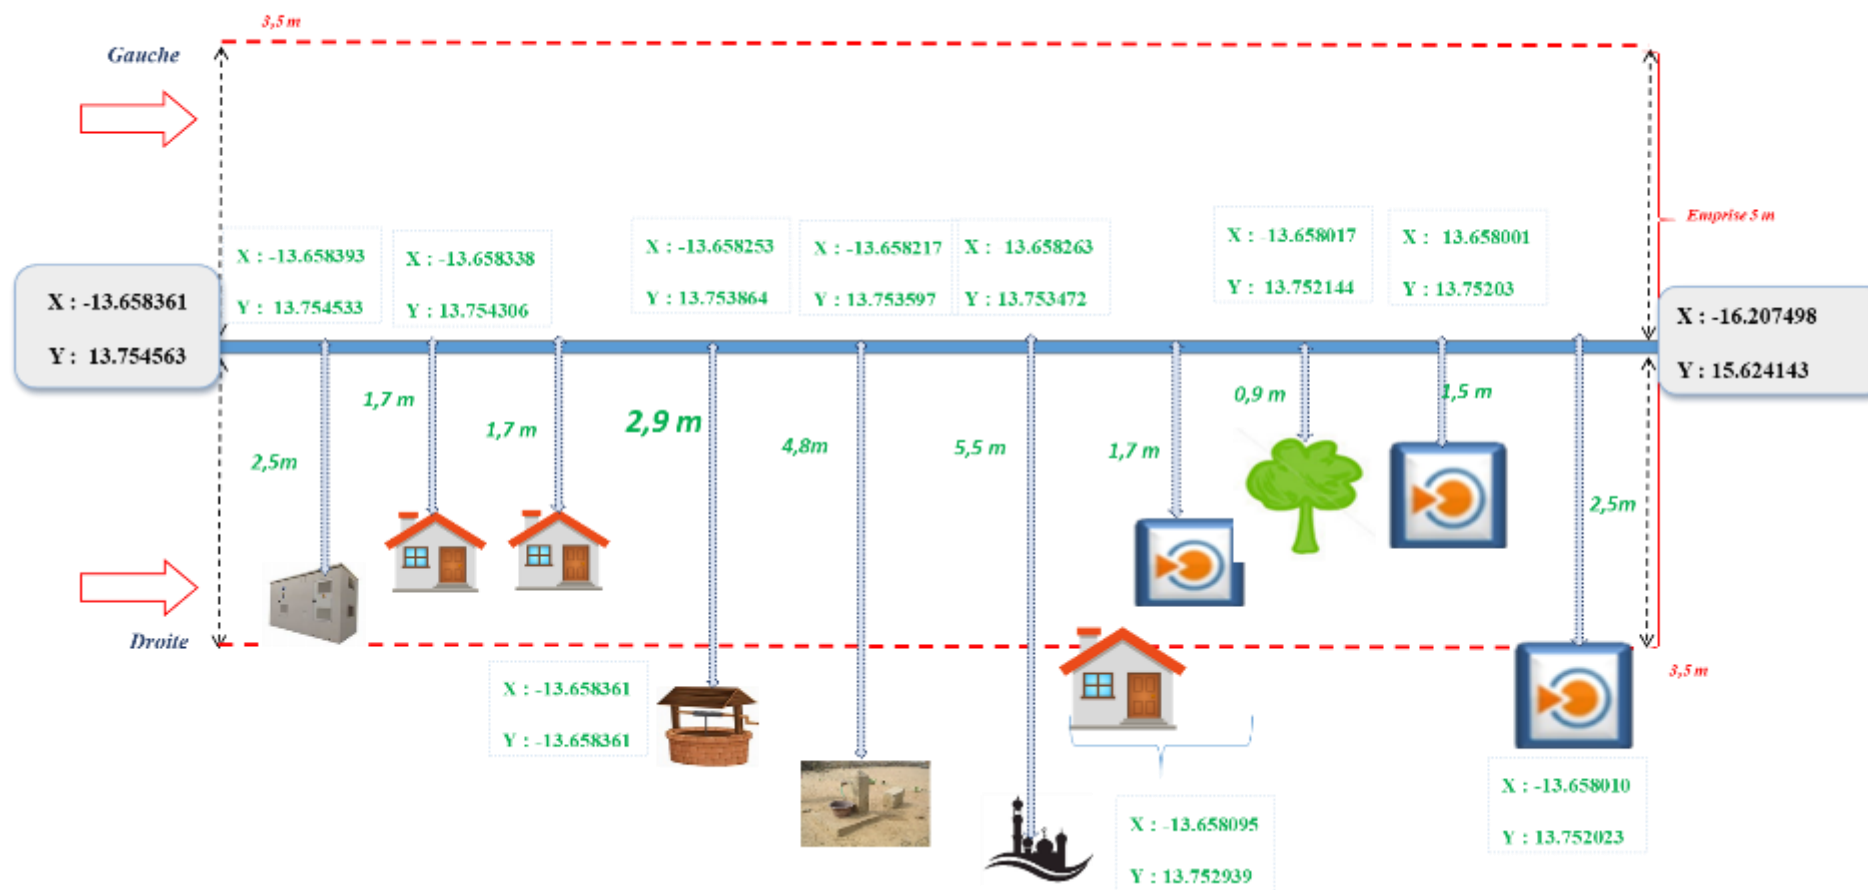 3,5 m
Gauche
Emprise 5 m
X : -13.658393
Y : 13.754533
X : -13.658338
Y : 13.754306
X : -13.658253
Y : 13.753864
X : -13.658217
Y : 13.753597
X : 13.658263
Y : 13.753472
X : -13.658017
Y : 13.752144
X : 13.658001
Y : 13.75203
X : -13.658361
Y : 13.754563
X : -16.207498
Y : 15.624143
2,5m
1,7 m
1,7 m
2,9 m
4,8m
5,5 m
1,7 m
0,9 m
1,5 m
2,5m
Droite
3,5 m
X : -13.658361
Y : -13.658361
X : -13.658095
Y : 13.752939
X : -13.658010
Y : 13.752023